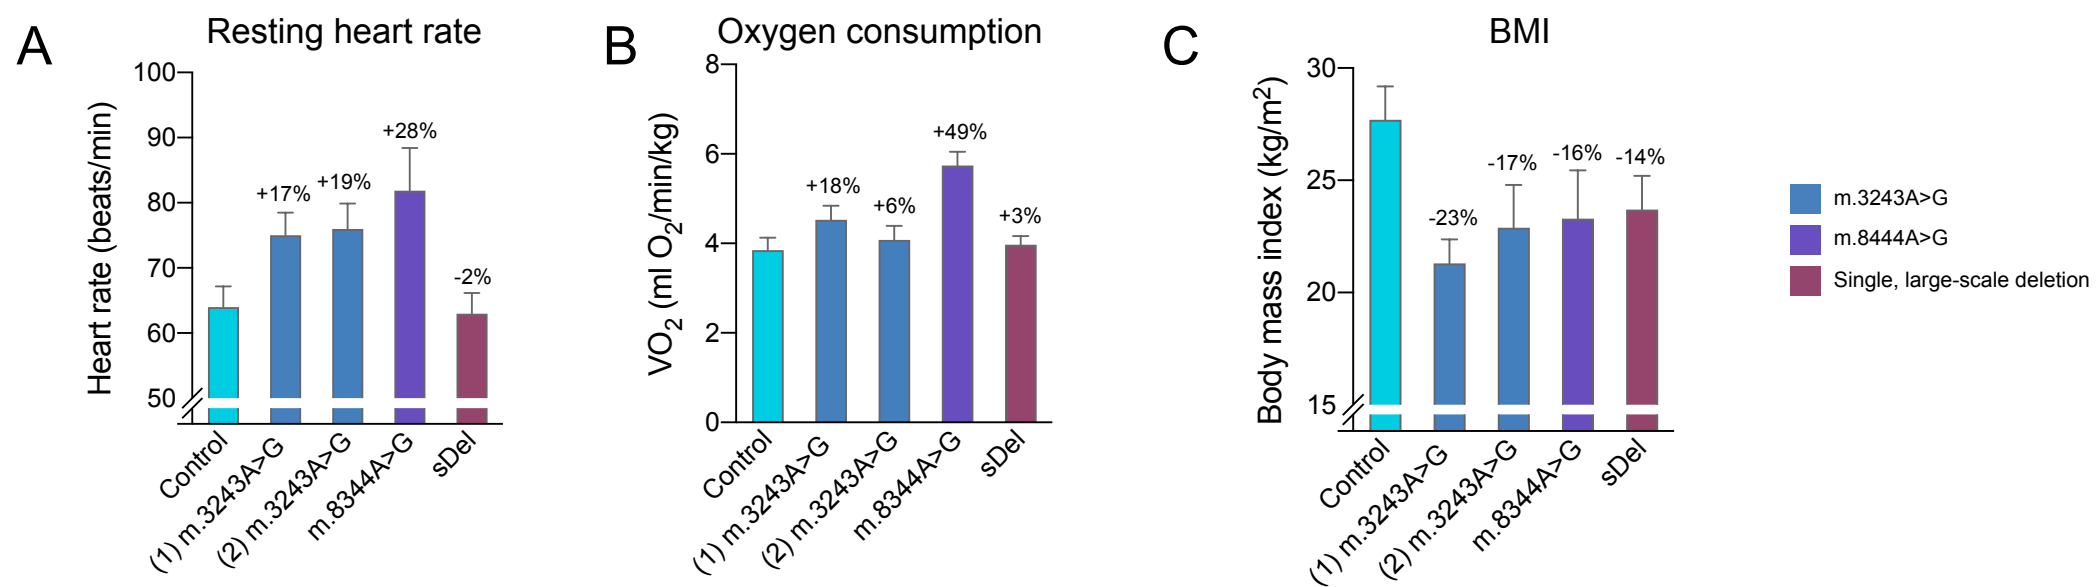 A
Resting heart rate
Heart rate (beats/min)
100
90
80
70
60
50
+17%
+19%
+28%
-2%
Control
(1) m.3243A>G
(2) m.3243A>G
m.8344A>G
sDel
B
Oxygen consumption
VO2 (ml O2/min/kg)
8
6
4
2
0
+18%
+6%
+49%
+3%
Control
(1) m.3243A>G
(2) m.3243A>G
m.8344A>G
sDel
C
BMI
Body mass index (kg/m2)
30
25
20
15
-23%
-17%
-16%
-14%
Control
(1) m.3243A>G
(2) m.3243A>G
m.8344A>G
sDel
m.3243A>G
m.8444A>G
Single, large-scale deletion